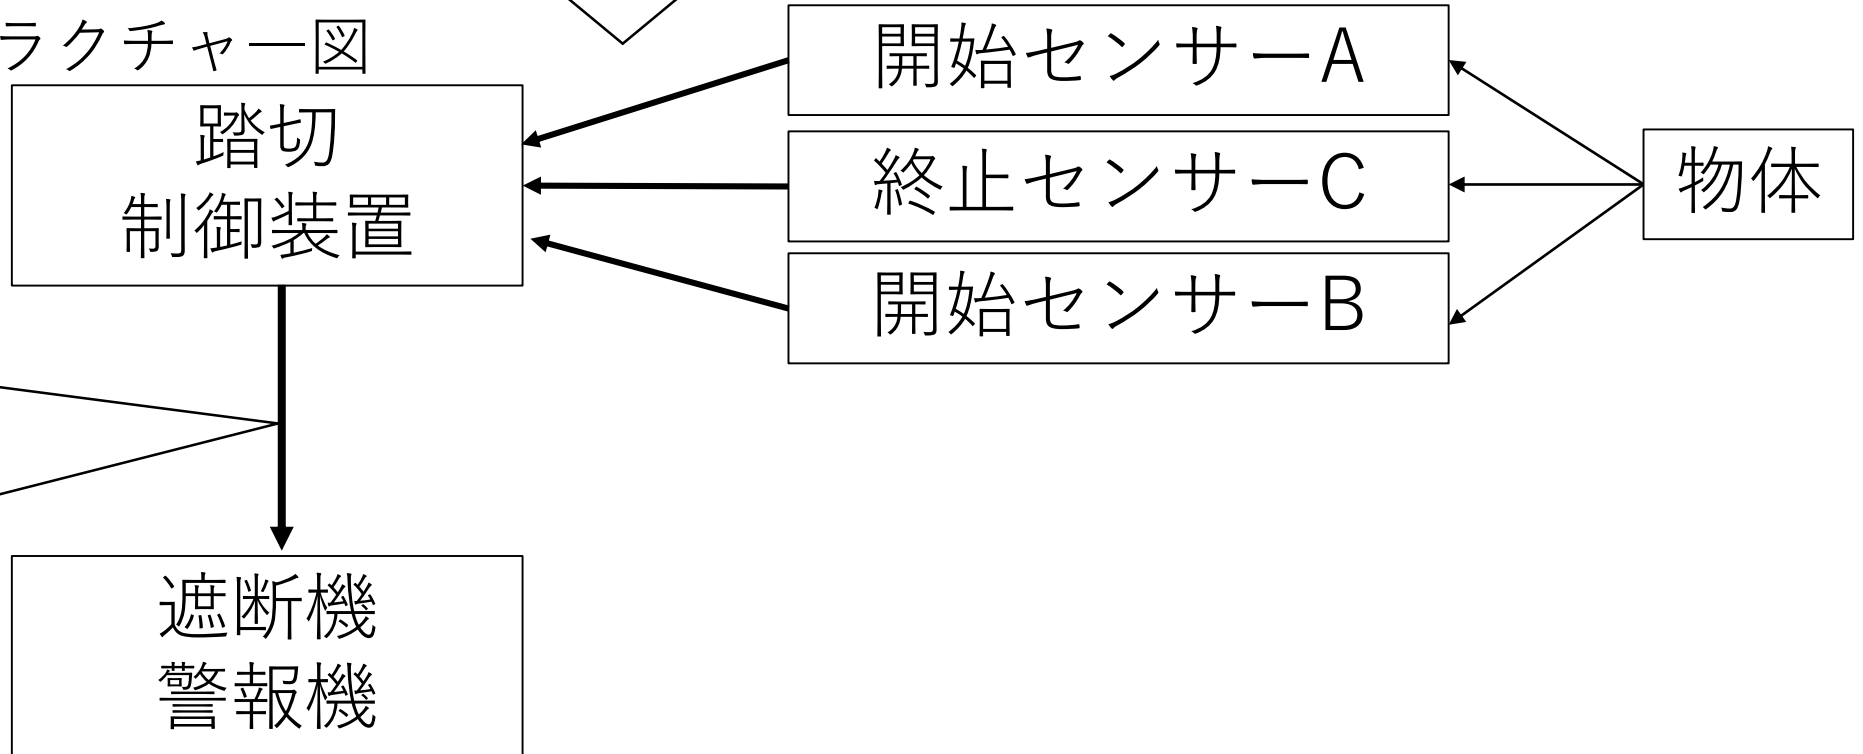 ラクチャー図
踏切
制御装置
開始センサーA
終止センサーC
開始センサーB
物体
遮断機
警報機